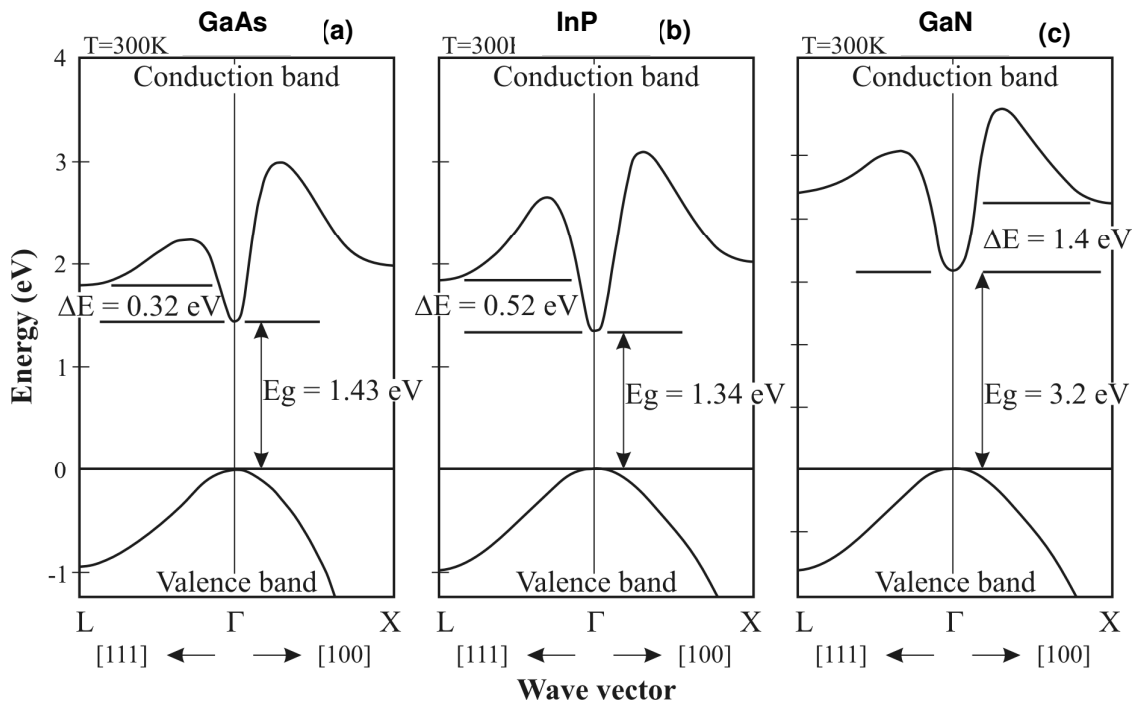 GaAs (a)
InP (b)
GaN (c)
T=300K
T=300
T=300K
Conduction band
Conduction band
Conduction band
4
3
2
1
0
-1
Energy (eV)
ΔE = 0.32 eV
Eg = 1.43 eV
ΔE = 0.52 eV
Eg = 1.34 eV
ΔE = 1.4 eV
Eg = 3.2 eV
Valence band
Valence band
Valence band
L Γ X
L Γ X
L Γ X
[111] [100]
[111] [100]
[111] [100]
Wave vector